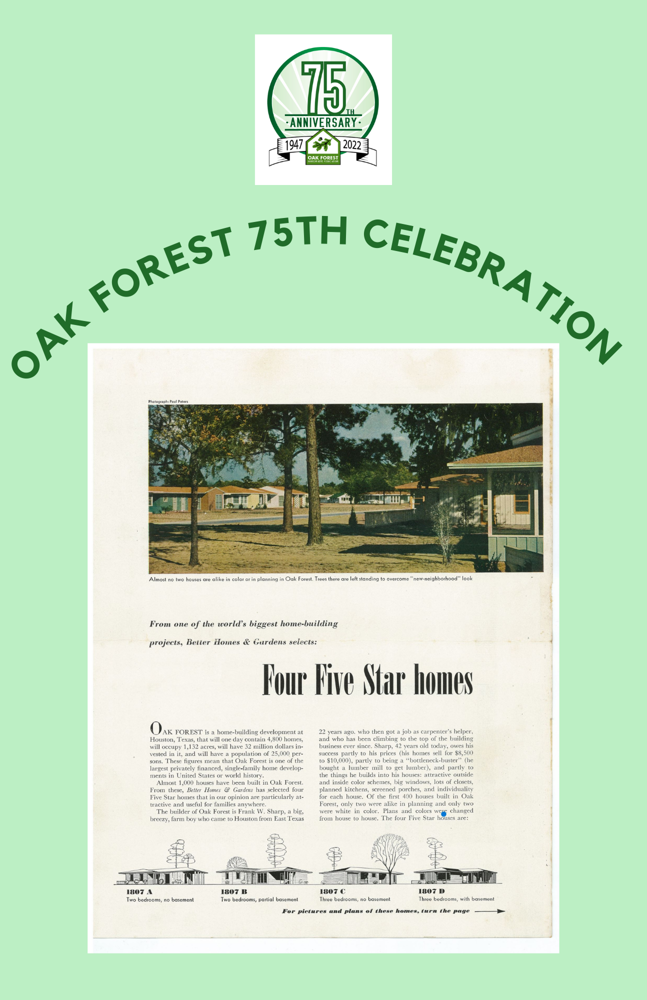 75TH
·ANNIVERSARY·
1947 2022
OAK FOREST
HOMEOWNERS ASSOCIATION
OAK FOREST 75TH CELEBRATION
Photograph: Paul Peters
Almost no two houses are alike in color or in planning in Oak Forest. Trees there are left standing to overcome "new-neighborhood" look
From one of the world's biggest home-building
projects, Better Homes & Gardens selects:
Four Five Star homes
OAK FOREST is a home-building development at
Houston, Texas, that will one day contain 4,800 homes,
will occupy 1,132 acres, will have 32 million dollars in-
vested in it, and will have a population of 25,000 per-
sons. These figures mean that Oak Forest is one of the
largest privately financed, single-family home develop-
ments in United States or world history.
Almost 1,000 houses have been built in Oak Forest.
From these, Better Homes & Gardens has selected four
Five Star homes that in our opinion are particularly at-
tractive and useful for families anywhere.
The builder of Oak Forest is Frank W. Sharp, a big,
breezy, farm boy who came to Houston from East Texas
22 years ago. who then got a job as carpenter's helper,
and who has been climbing to the top of the building
business ever since. Sharp, 42 years old today, owes his
success partly to his prices (his homes sell for $8,500
to $10,000), partly to being a "bottleneck-buster" (he
bought a lumber mill to get lumber), and partly to
the things he builds into his houses: attractive outside
and inside color schemes, big windows, lots of closets,
planned kitchens, screened porches, and individuality
for each house. Of the first 400 houses built in Oak
Forest, only two were alike in planning and only two
were white in color. Plans and colors were changed
from house to house. The four Five Star houses are:
1807 A
Two bedrooms, no basement
1807 B
Two bedrooms, partial basement
1807 C
Three bedrooms, no basement
1807 D
Three bedrooms, with basement
For pictures and plans of these homes, turn the page